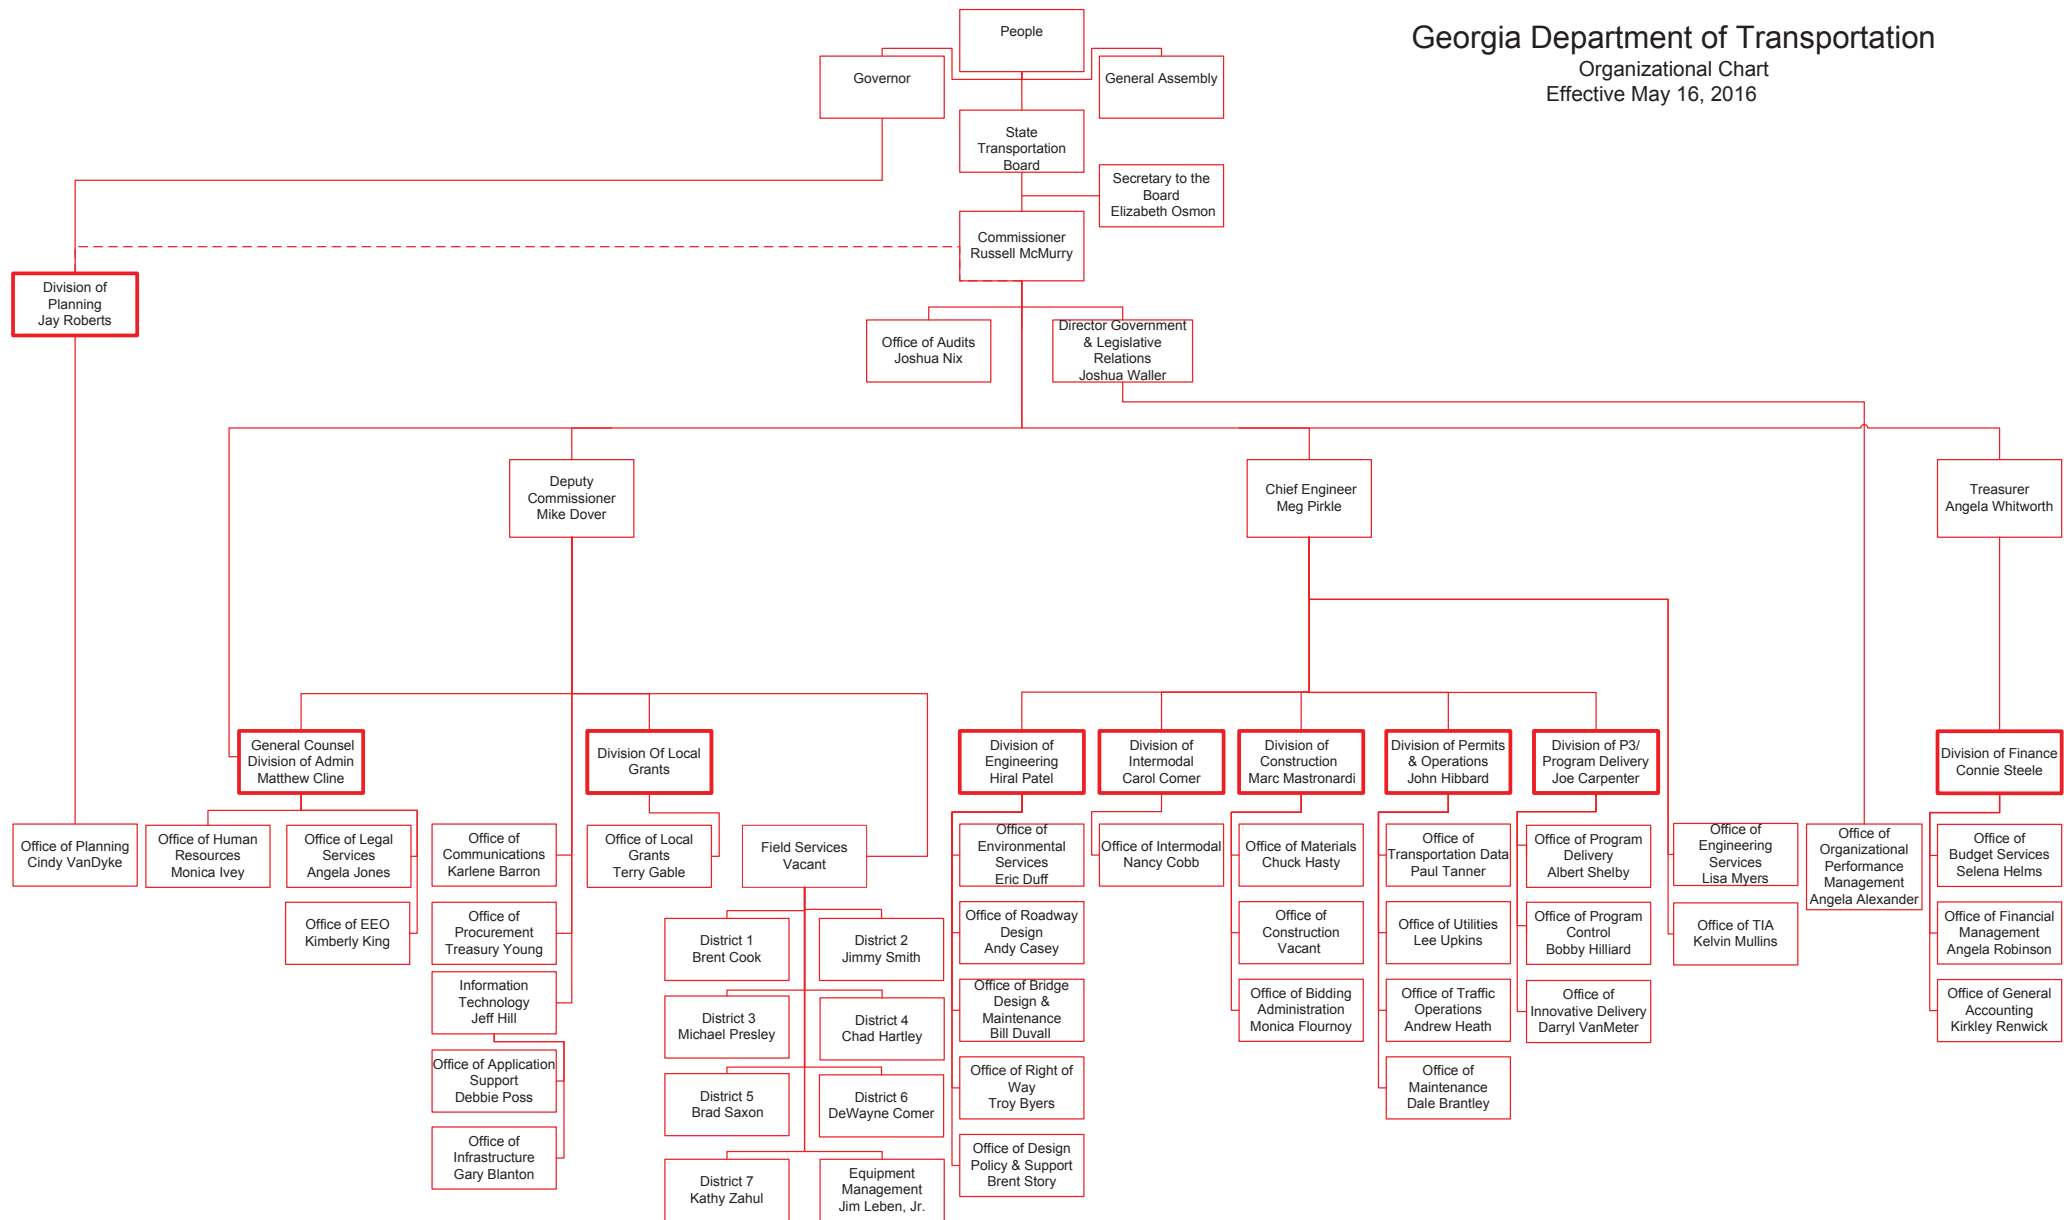 Georgia Department of Transportation
Organizational Chart
Effective May 16, 2016
People
Governor
General Assembly
State
Transportation
Board
Secretary to the
Board
Elizabeth Osmon
Commissioner
Russell McMurry
Division of
Planning
Jay Roberts
Office of Audits
Joshua Nix
Director Government
& Legislative
Relations
Joshua Waller
Deputy
Commissioner
Mike Dover
Chief Engineer
Meg Pirkle
Treasurer
Angela Whitworth
General Counsel
Division of Admin
Matthew Cline
Division Of Local
Grants
Division of
Engineering
Hiral Patel
Division of
Intermodal
Carol Comer
Division of
Construction
Marc Mastronardi
Division of Permits
& Operations
John Hibbard
Division of P3/
Program Delivery
Joe Carpenter
Division of Finance
Connie Steele
Office of Planning
Cindy VanDyke
Office of Human
Resources
Monica Ivey
Office of Legal
Services
Angela Jones
Office of EEO
Kimberly King
Office of
Communications
Karlene Barron
Office of
Procurement
Treasury Young
Information
Technology
Jeff Hill
Office of Application
Support
Debbie Poss
Office of
Infrastructure
Gary Blanton
Office of Local
Grants
Terry Gable
Field Services
Vacant
District 1
Brent Cook
District 2
Jimmy Smith
District 3
Michael Presley
District 4
Chad Hartley
District 5
Brad Saxon
District 6
DeWayne Comer
District 7
Kathy Zahul
Equipment
Management
Jim Leben, Jr.
Office of
Environmental
Services
Eric Duff
Office of Roadway
Design
Andy Casey
Office of Bridge
Design &
Maintenance
Bill Duvall
Office of Right of
Way
Troy Byers
Office of Design
Policy & Support
Brent Story
Office of Intermodal
Nancy Cobb
Office of Materials
Chuck Hasty
Office of
Construction
Vacant
Office of Bidding
Administration
Monica Flournoy
Office of
Transportation Data
Paul Tanner
Office of Utilities
Lee Upkins
Office of Traffic
Operations
Andrew Heath
Office of
Maintenance
Dale Brantley
Office of Program
Delivery
Albert Shelby
Office of Program
Control
Bobby Hilliard
Office of
Innovative Delivery
Darryl VanMeter
Office of
Engineering
Services
Lisa Myers
Office of TIA
Kelvin Mullins
Office of
Organizational
Performance
Management
Angela Alexander
Office of
Budget Services
Selena Helms
Office of Financial
Management
Angela Robinson
Office of General
Accounting
Kirkley Renwick